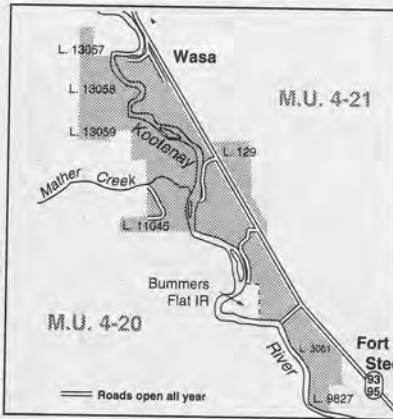 L. 13057
Wasa
L. 13058
M.U. 4-21
L. 13059
Kootenay
L. 129
Mather Creek
L. 11045
Bummers
Flat IR
M.U. 4-20
River
L. 3061
Fort
Stee
93
95
Roads open all year
L. 9827